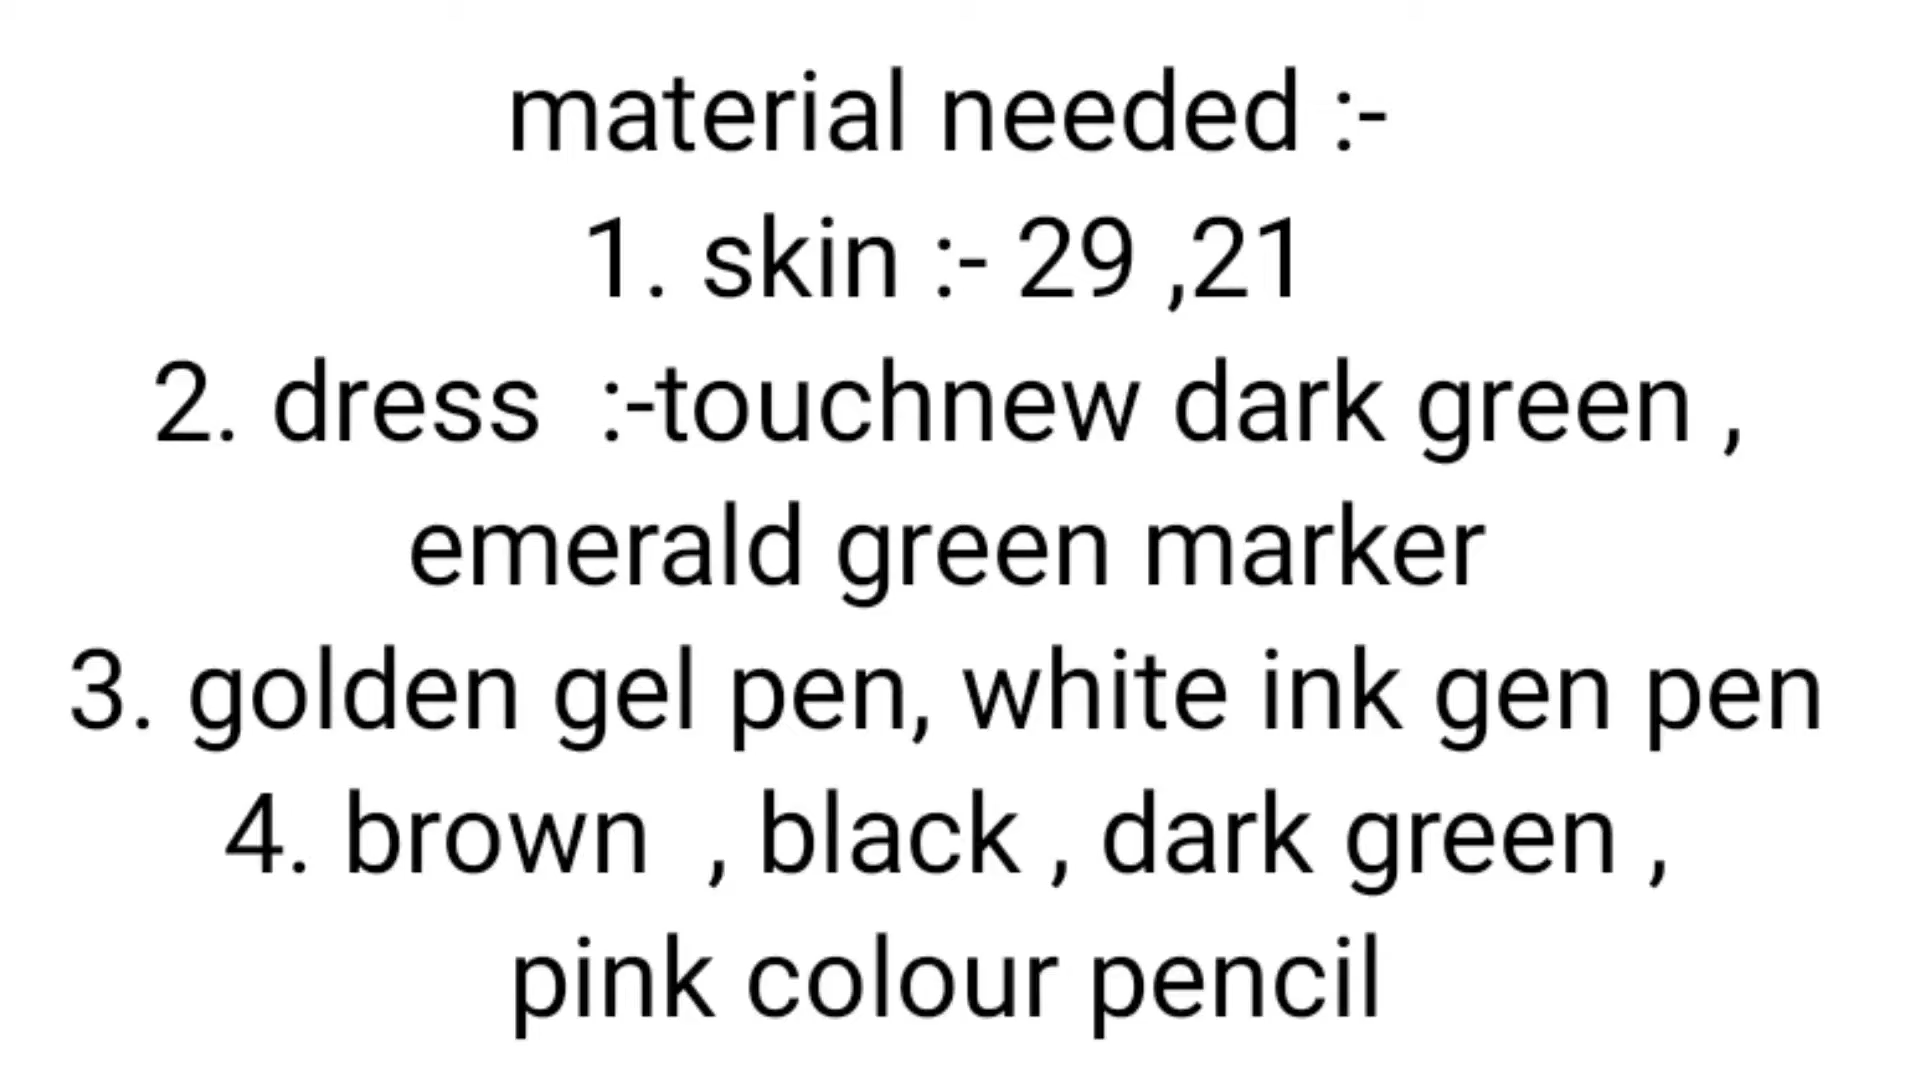 material needed :-
1. skin :- 29 ,21
2. dress  :-touchnew dark green ,
emerald green marker
3. golden gel pen, white ink gen pen
4. brown  , black , dark green ,
pink colour pencil